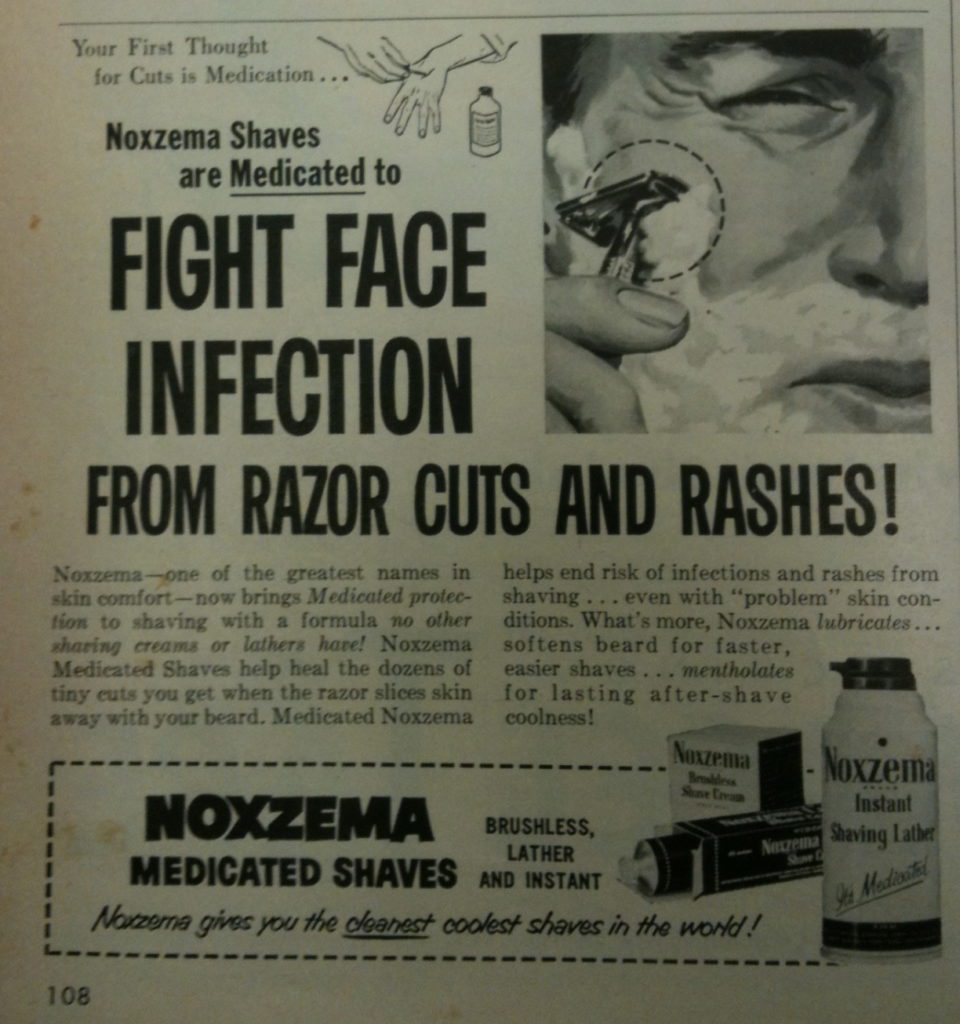 Your First Thought
for Cuts is Medication...
Noxzema Shaves
are Medicated to
FIGHT FACE
INFECTION
FROM RAZOR CUTS AND RASHES!
Noxzema—one of the greatest names in
skin comfort—now brings Medicated protec-
tion to shaving with a formula no other
shaving creams or lathers have! Noxzema
Medicated Shaves help heal the dozens of
tiny cuts you get when the razor slices skin
away with your beard. Medicated Noxzema
helps end risk of infections and rashes from
shaving... even with "problem" skin con-
ditions. What's more, Noxzema lubricates...
softens beard for faster,
easier shaves... mentholates
for lasting after-shave
coolness!
NOXZEMA
MEDICATED SHAVES
BRUSHLESS,
LATHER
AND INSTANT
Noxzema gives you the cleanest coolest shaves in the world!
Noxzema
Brushless
Shave Cream
Noxzema
Shave
Noxzema
Instant
Shaving Lather
It's Medicated
108